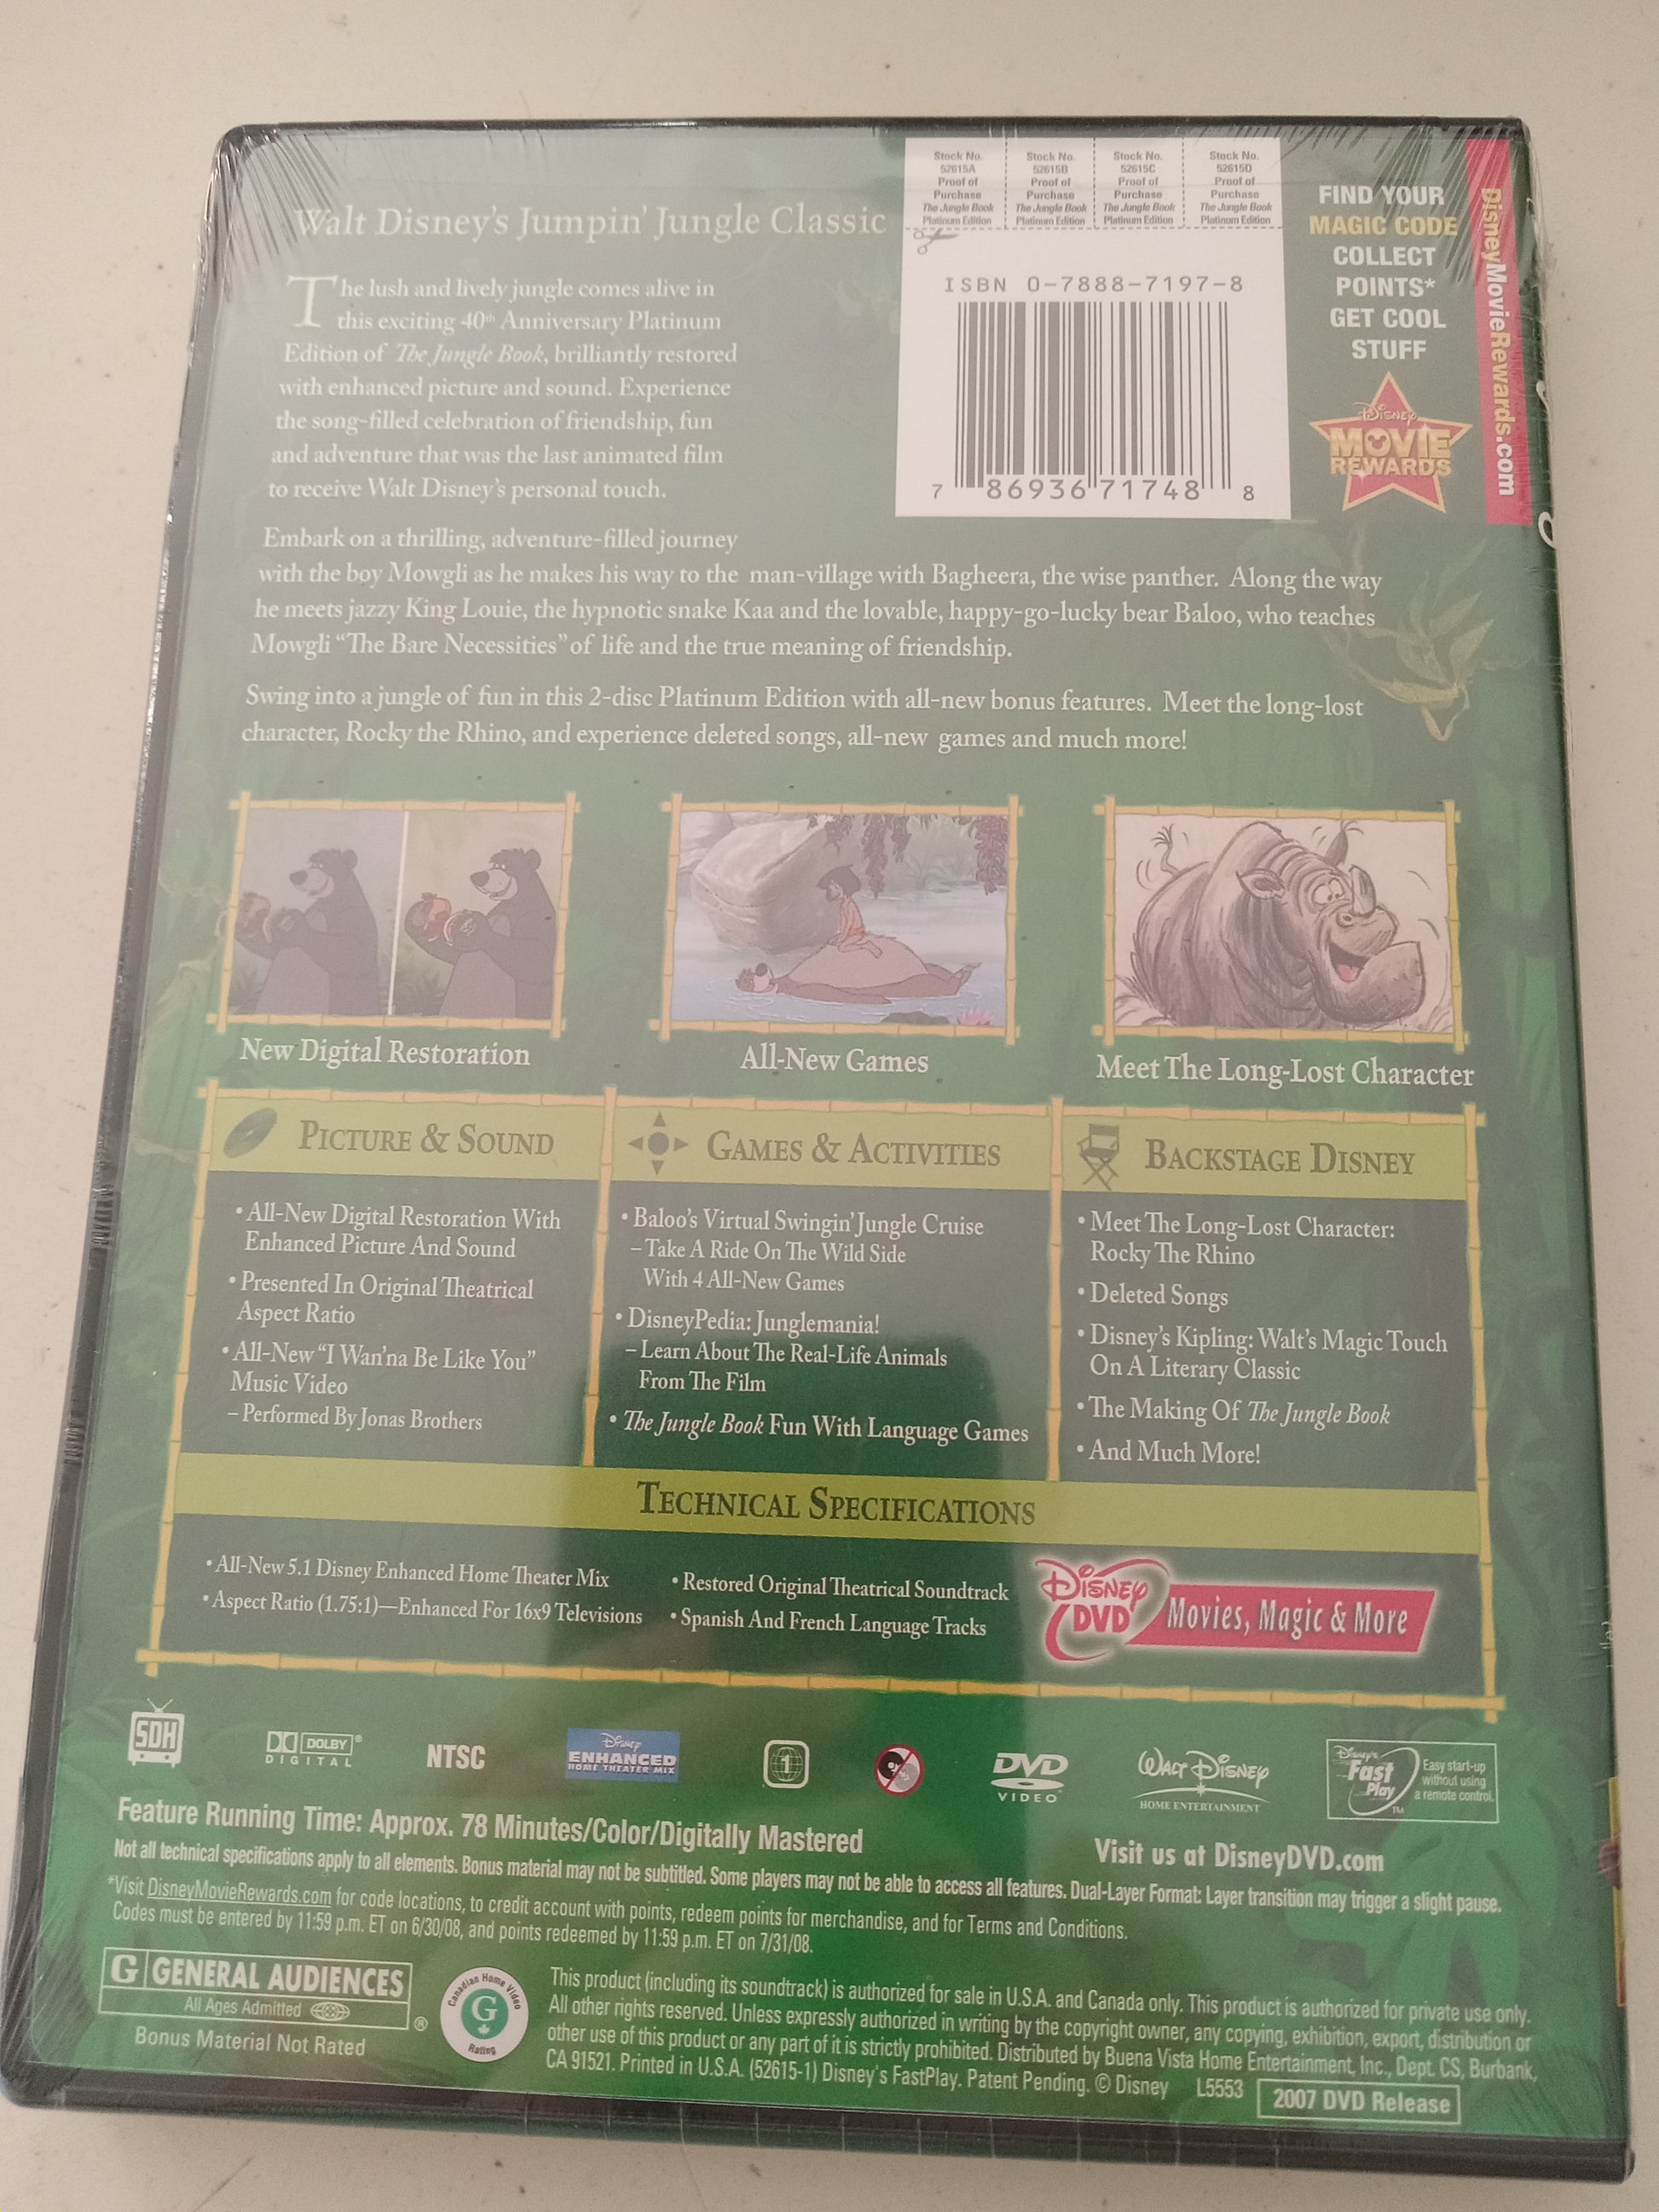 Stock No.
52615A
Proof of
Purchase
The Jungle Book
Platinum Edition
Stock No.
52615B
Proof of
Purchase
The Jungle Book
Platinum Edition
Stock No.
52615C
Proof of
Purchase
The Jungle Book
Platinum Edition
Stock No.
52615D
Proof of
Purchase
The Jungle Book
Platinum Edition
FIND YOUR
MAGIC CODE
COLLECT
POINTS*
GET COOL
STUFF
Disney
MOVIE
REWARDS
DisneyMovieRewards.com
ISBN 0-7888-7197-8
7 86936 71748 8
Walt Disney's Jumpin' Jungle Classic
The lush and lively jungle comes alive in
this exciting 40th Anniversary Platinum
Edition of The Jungle Book, brilliantly restored
with enhanced picture and sound. Experience
the song-filled celebration of friendship, fun
and adventure that was the last animated film
to receive Walt Disney's personal touch.
Embark on a thrilling, adventure-filled journey
with the boy Mowgli as he makes his way to the man-village with Bagheera, the wise panther. Along the way
he meets jazzy King Louie, the hypnotic snake Kaa and the lovable, happy-go-lucky bear Baloo, who teaches
Mowgli “The Bare Necessities” of life and the true meaning of friendship.
Swing into a jungle of fun in this 2-disc Platinum Edition with all-new bonus features. Meet the long-lost
character, Rocky the Rhino, and experience deleted songs, all-new games and much more!
New Digital Restoration
All-New Games
Meet The Long-Lost Character
PICTURE & SOUND
• All-New Digital Restoration With
Enhanced Picture And Sound
• Presented In Original Theatrical
Aspect Ratio
• All-New “I Wan'na Be Like You”
Music Video
– Performed By Jonas Brothers
GAMES & ACTIVITIES
• Baloo's Virtual Swingin' Jungle Cruise
– Take A Ride On The Wild Side
With 4 All-New Games
• DisneyPedia: Junglemania!
– Learn About The Real-Life Animals
From The Film
• The Jungle Book Fun With Language Games
BACKSTAGE DISNEY
• Meet The Long-Lost Character:
Rocky The Rhino
• Deleted Songs
• Disney's Kipling: Walt's Magic Touch
On A Literary Classic
• The Making Of The Jungle Book
• And Much More!
TECHNICAL SPECIFICATIONS
• All-New 5.1 Disney Enhanced Home Theater Mix
• Aspect Ratio (1.75:1)—Enhanced For 16x9 Televisions
• Restored Original Theatrical Soundtrack
• Spanish And French Language Tracks
Disney DVD Movies, Magic & More
SDH
DOLBY®
DIGITAL
NTSC
Disney
ENHANCED
HOME THEATER MIX
1
DVD
VIDEO
WALT DISNEY
HOME ENTERTAINMENT
Disney's
Fast
Play™
Easy start-up
without using
a remote control.
Feature Running Time: Approx. 78 Minutes/Color/Digitally Mastered
Visit us at DisneyDVD.com
Not all technical specifications apply to all elements. Bonus material may not be subtitled. Some players may not be able to access all features. Dual-Layer Format: Layer transition may trigger a slight pause.
*Visit DisneyMovieRewards.com for code locations, to credit account with points, redeem points for merchandise, and for Terms and Conditions.
Codes must be entered by 11:59 p.m. ET on 6/30/08, and points redeemed by 11:59 p.m. ET on 7/31/08.
G GENERAL AUDIENCES
All Ages Admitted
®
Bonus Material Not Rated
Canadian Home Video
G
Rating
This product (including its soundtrack) is authorized for sale in U.S.A. and Canada only. This product is authorized for private use only.
All other rights reserved. Unless expressly authorized in writing by the copyright owner, any copying, exhibition, export, distribution or
other use of this product or any part of it is strictly prohibited. Distributed by Buena Vista Home Entertainment, Inc., Dept. CS, Burbank,
CA 91521. Printed in U.S.A. (52615-1) Disney's FastPlay. Patent Pending. © Disney L5553
2007 DVD Release